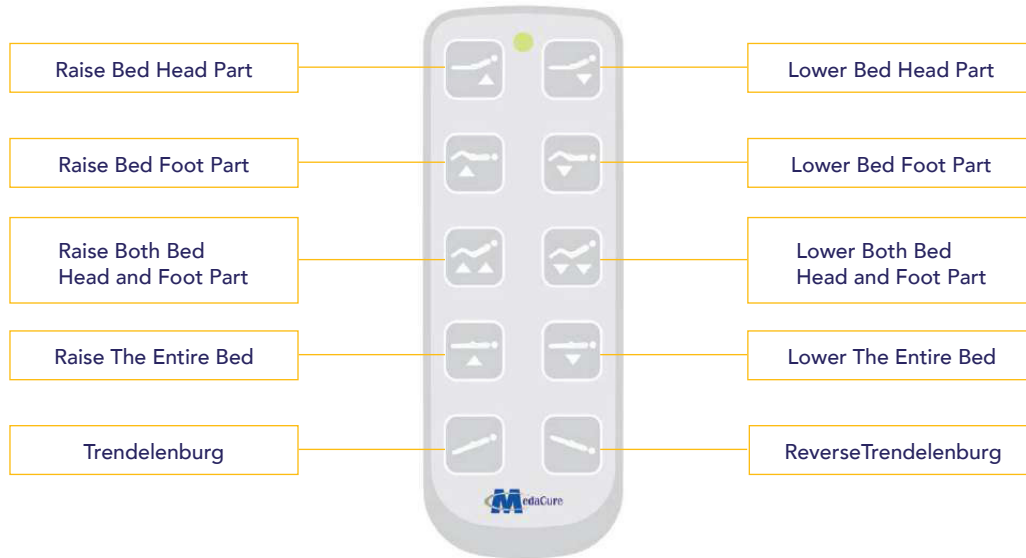 Raise Bed Head Part
Lower Bed Head Part
Raise Bed Foot Part
Lower Bed Foot Part
Raise Both Bed
Head and Foot Part
Lower Both Bed
Head and Foot Part
Raise The Entire Bed
Lower The Entire Bed
Trendelenburg
ReverseTrendelenburg
MedaCure